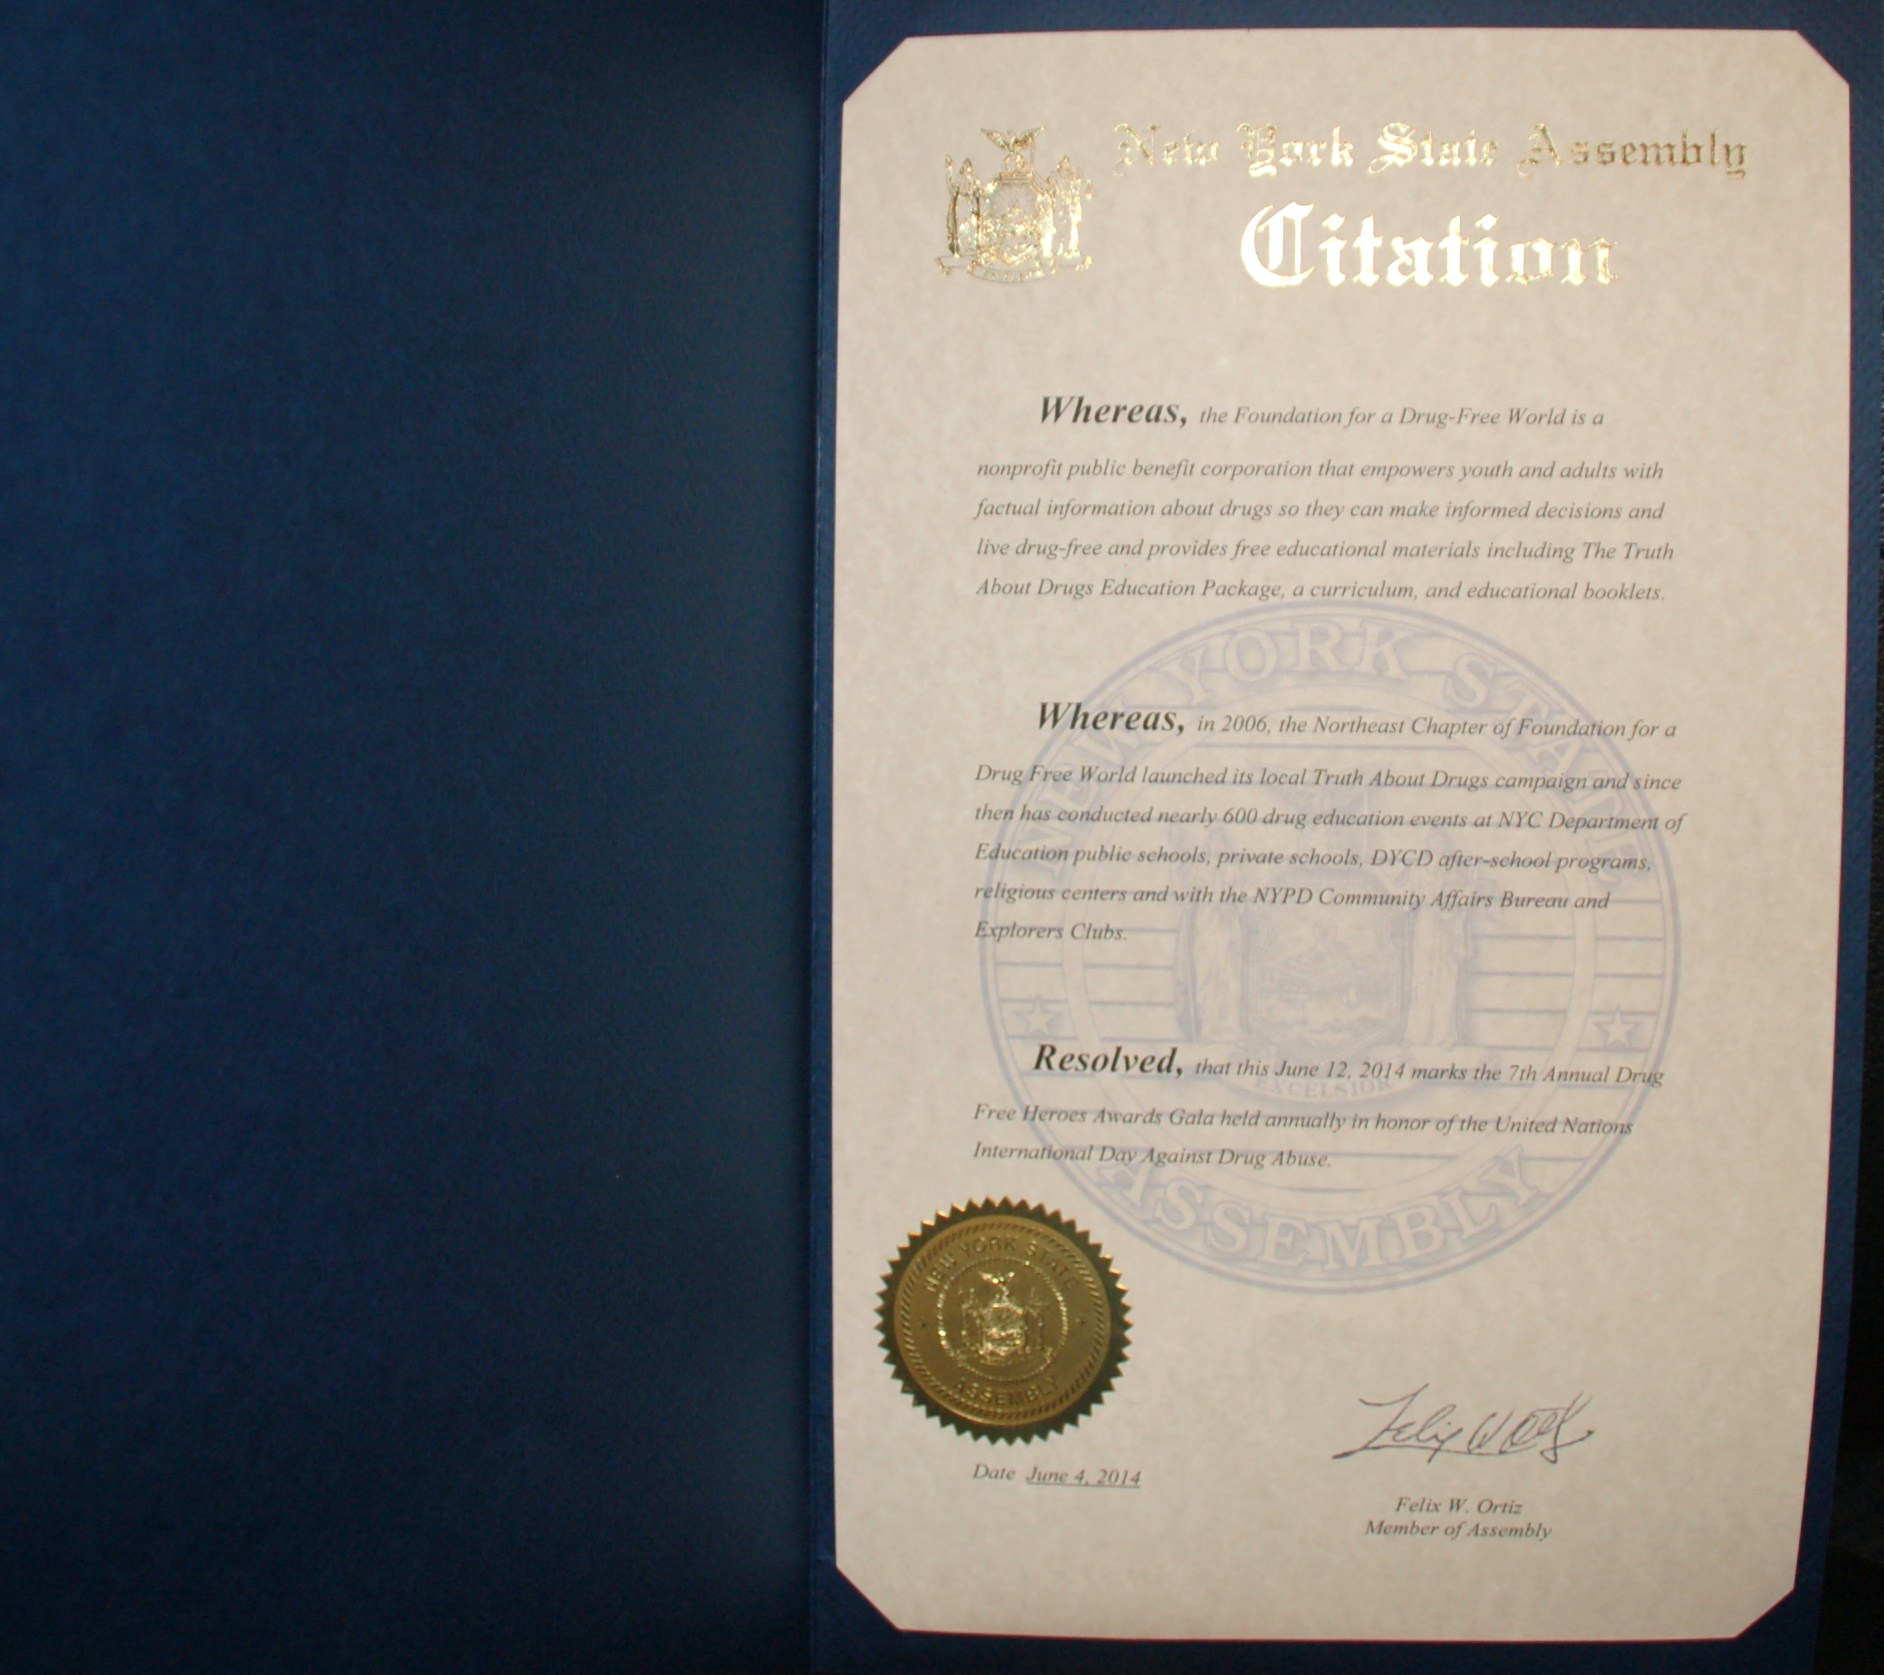 New York State Assembly
Citation
Whereas, the Foundation for a Drug-Free World is a
nonprofit public benefit corporation that empowers youth and adults with
factual information about drugs so they can make informed decisions and
live drug-free and provides free educational materials including The Truth
About Drugs Education Package, a curriculum, and educational booklets.
Whereas, in 2006, the Northeast Chapter of Foundation for a
Drug Free World launched its local Truth About Drugs campaign and since
then has conducted nearly 600 drug education events at NYC Department of
Education public schools, private schools, DYCD after-school programs,
religious centers and with the NYPD Community Affairs Bureau and
Explorers Clubs.
Resolved, that this June 12, 2014 marks the 7th Annual Drug
Free Heroes Awards Gala held annually in honor of the United Nations
International Day Against Drug Abuse.
NEW YORK STATE
EXCELSIOR
ASSEMBLY
NEW YORK STATE
ASSEMBLY
Date June 4, 2014
Felix W. Ortiz
Member of Assembly